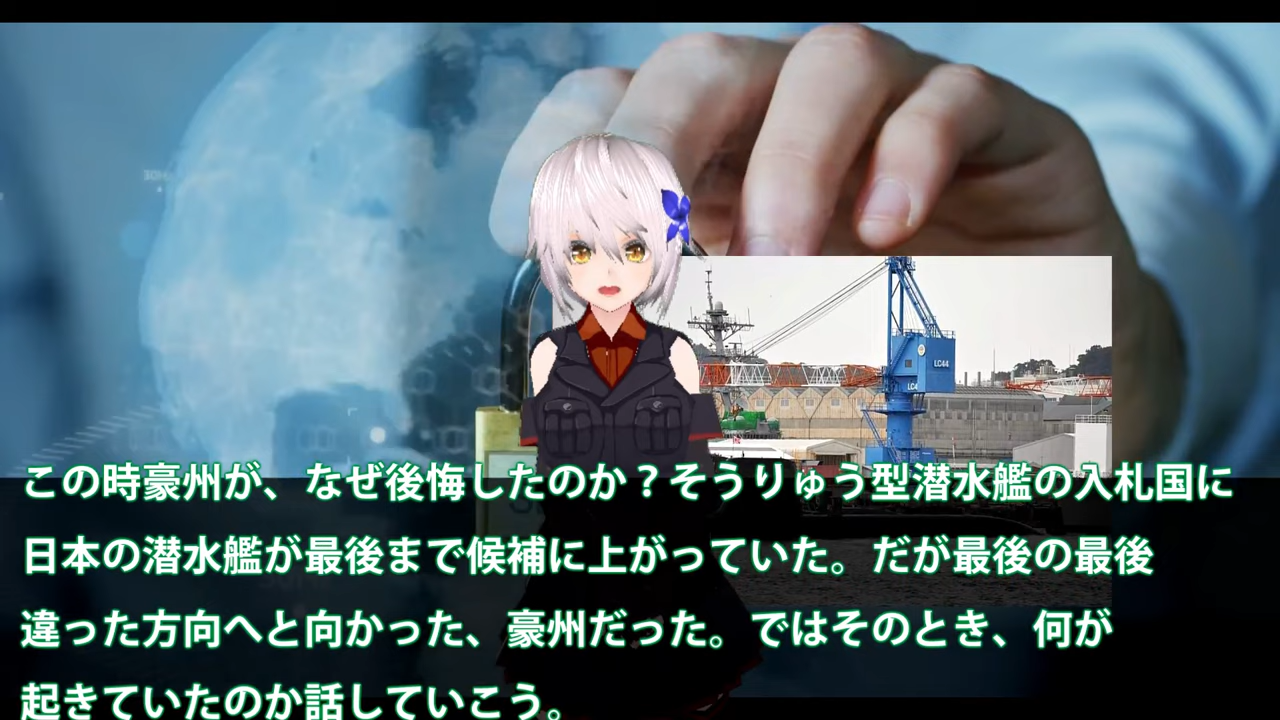 この時豪州が、なぜ後悔したのか？そうりゅう型潜水艦の入札国に
日本の潜水艦が最後まで候補に上がっていた。だが最後の最後
違った方向へと向かった、豪州だった。ではそのとき、何が
起きていたのか話していこう。
LC44
LC4